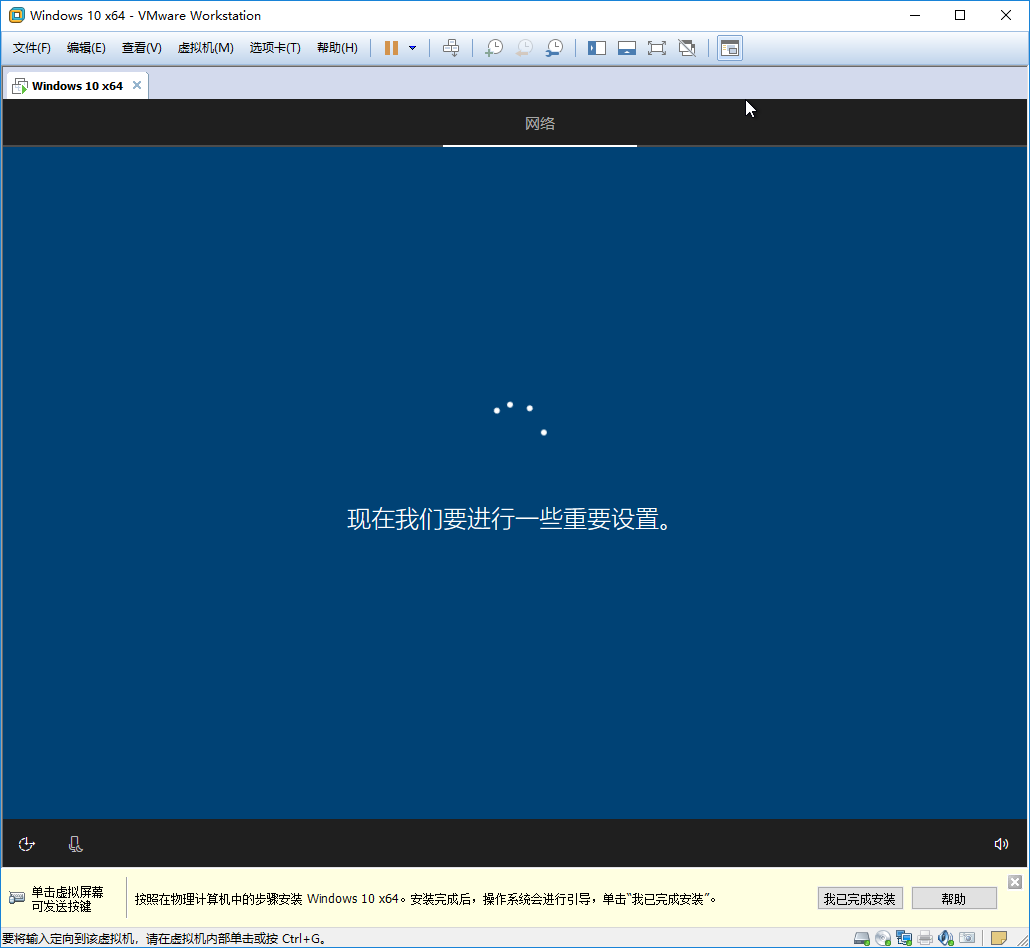 Windows 10 x64 - VMware Workstation
文件(F) 编辑(E) 查看(V) 虚拟机(M) 选项卡(T) 帮助(H)
Windows 10 x64
网络
现在我们要进行一些重要设置。
单击虚拟屏幕
可发送按键
按照在物理计算机中的步骤安装 Windows 10 x64。安装完成后，操作系统会进行引导，单击“我已完成安装”。
我已完成安装
帮助
要将输入定向到该虚拟机，请在虚拟机内部单击或按 Ctrl+G。